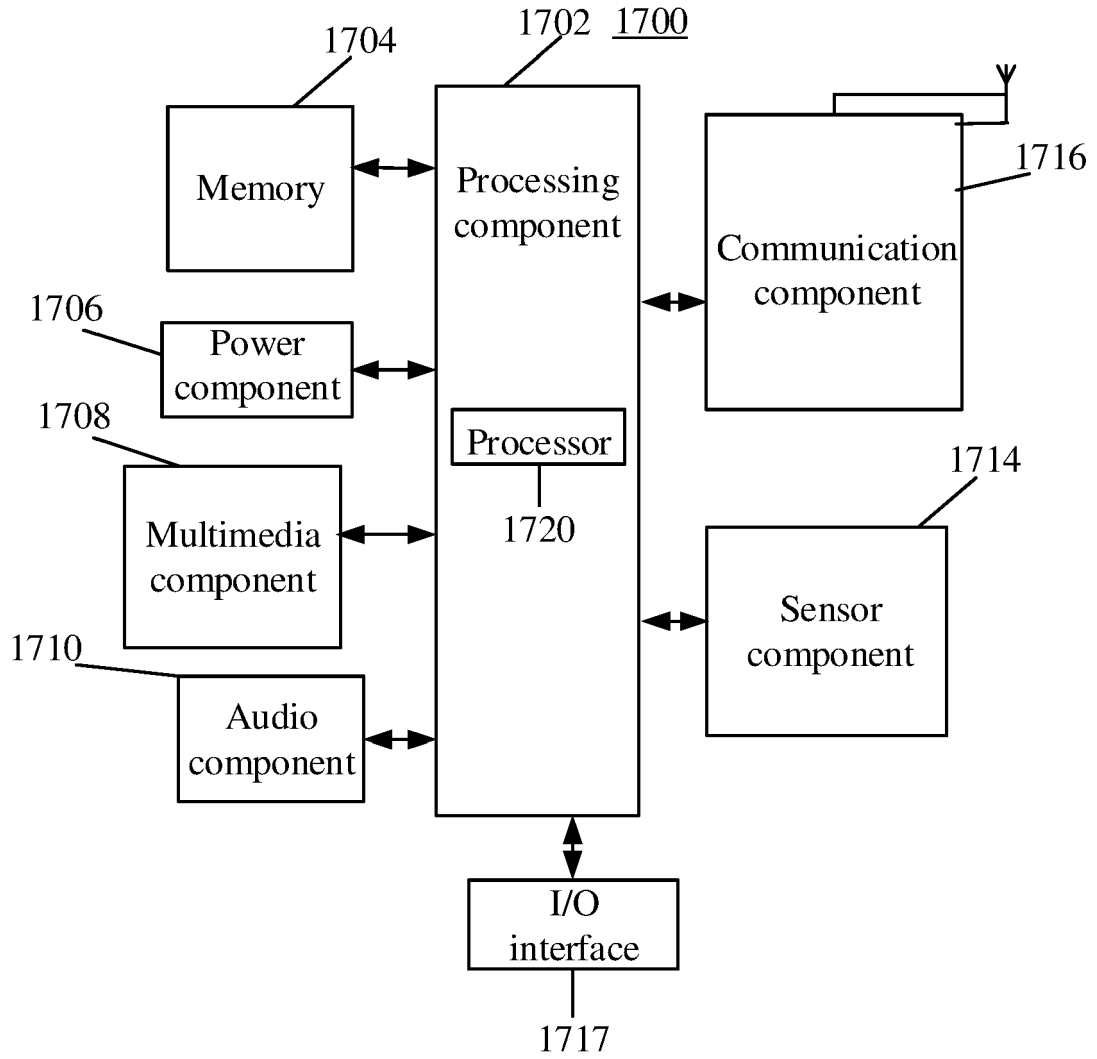 1702 1700
1704
Memory
Processing
component
1716
Communication
component
1706
Power
component
1708
Processor
1720
1714
Multimedia
component
Sensor
component
1710
Audio
component
I/O
interface
1717